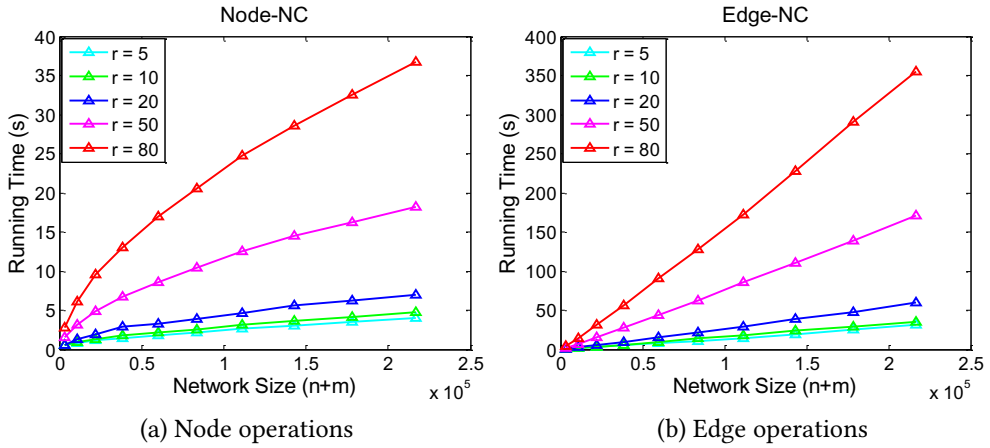 Node-NC
40
35
30
25
20
15
10
5
0
Running Time (s)
r = 5
r = 10
r = 20
r = 50
r = 80
0 0.5 1 1.5 2 2.5
Network Size (n+m)
x 10^5
(a) Node operations
Edge-NC
400
350
300
250
200
150
100
50
0
Running Time (s)
r = 5
r = 10
r = 20
r = 50
r = 80
0 0.5 1 1.5 2 2.5
Network Size (n+m)
x 10^5
(b) Edge operations